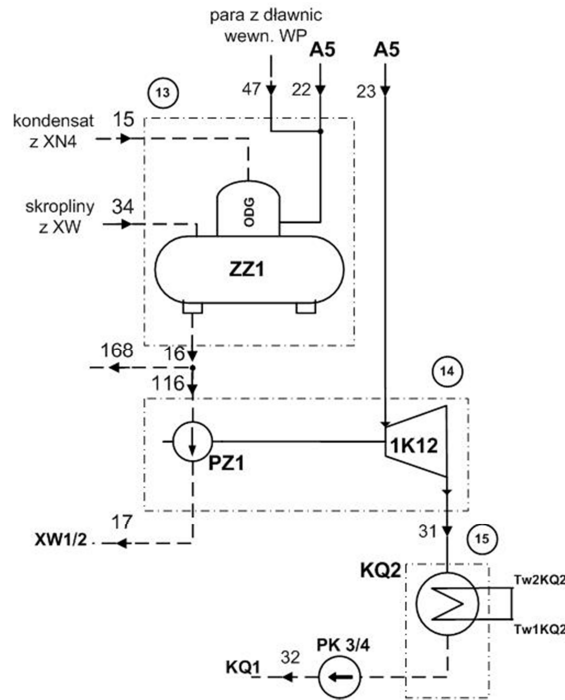 para z dławnic
wewn. WP
A5
A5
13
47
22
23
kondensat
z XN4
15
ODG
skropliny
z XW
34
ZZ1
168
16
116
14
PZ1
1K12
17
XW1/2
31
15
KQ2
Tw2KQ2
Tw1KQ2
PK 3/4
KQ1
32